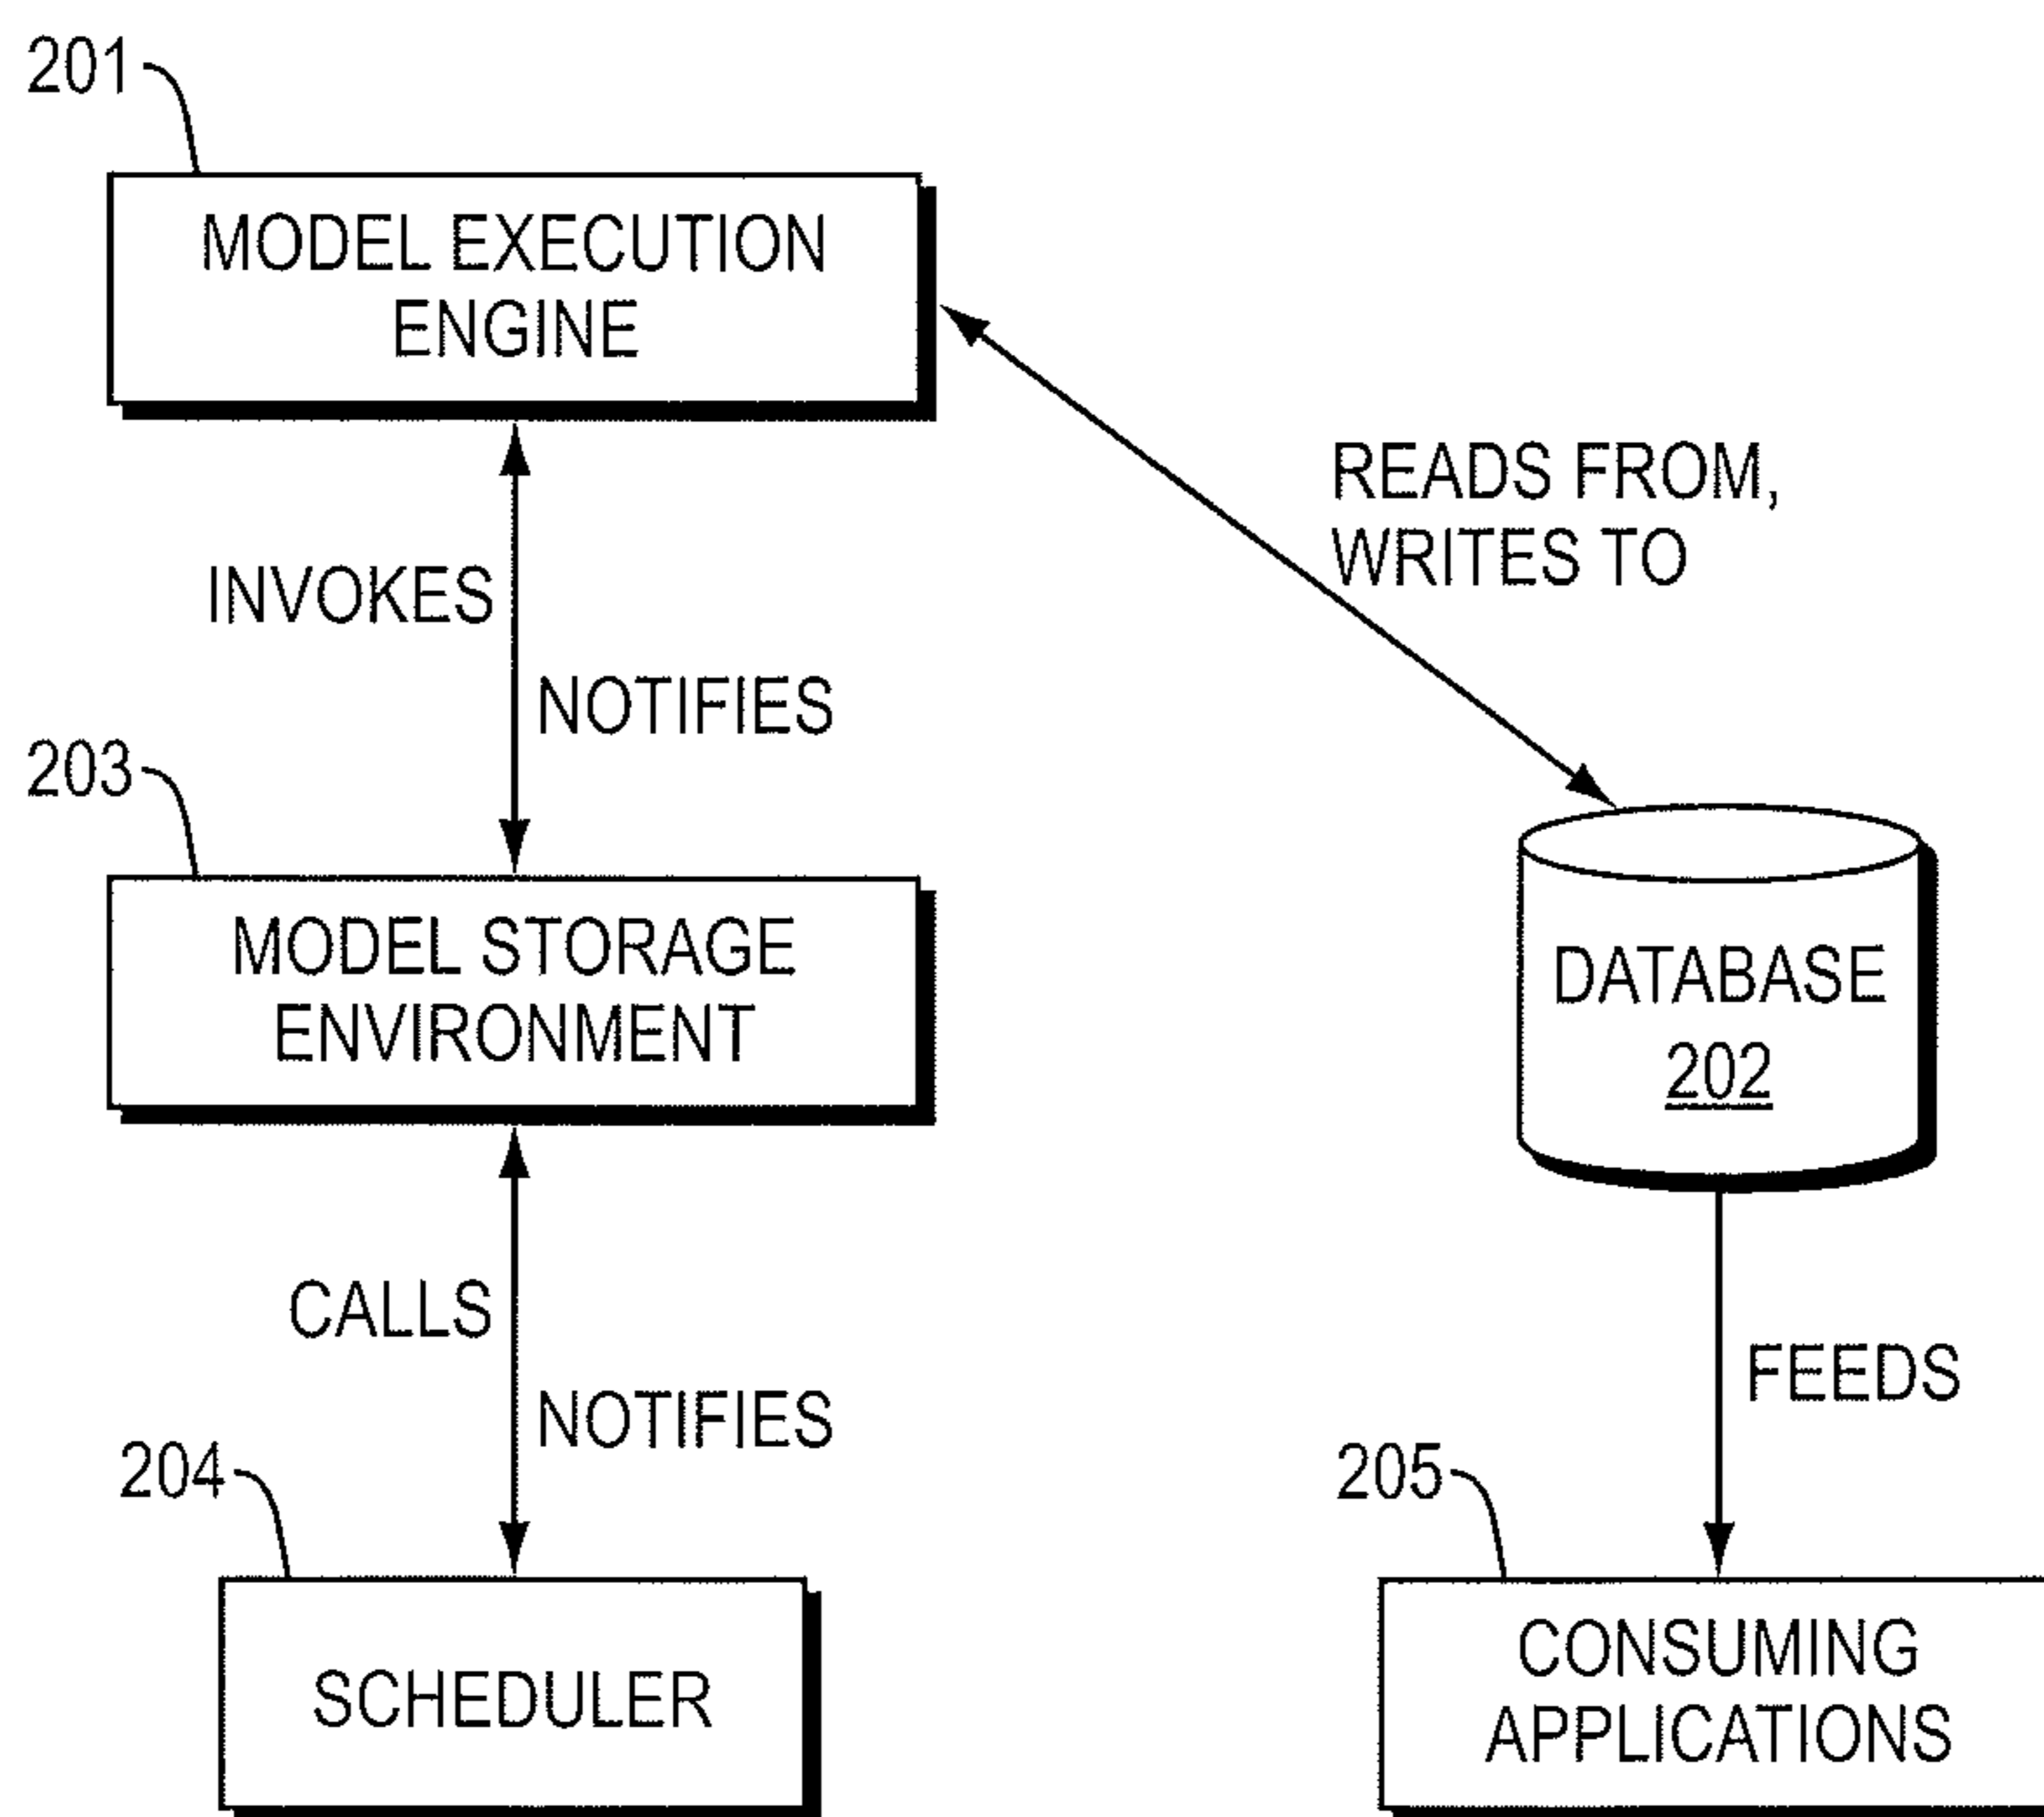 201
MODEL EXECUTION
ENGINE
READS FROM,
WRITES TO
INVOKES
NOTIFIES
203
MODEL STORAGE
ENVIRONMENT
DATABASE
202
CALLS
NOTIFIES
FEEDS
204
205
SCHEDULER
CONSUMING
APPLICATIONS